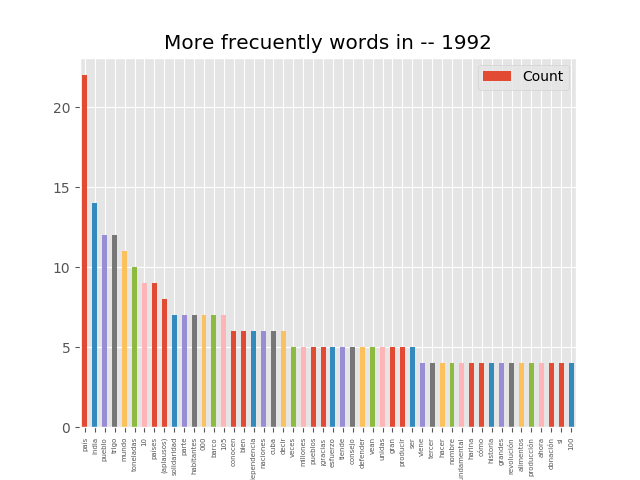 More frecuently words in -- 1992
Count
20
15
10
5
0
país
india
pueblo
trigo
mundo
toneladas
10
países
(aplausos)
solidaridad
parte
habitantes
000
barco
105
conocen
bien
ependencia
naciones
cuba
decir
veces
millones
pueblos
¡gracias
esfuerzo
tiende
consejo
defender
vean
unidas
gran
producir
ser
viene
tercer
hacer
nombre
undamental
harina
cómo
historia
grandes
revolución
alimentos
producción
ahora
donación
si
100